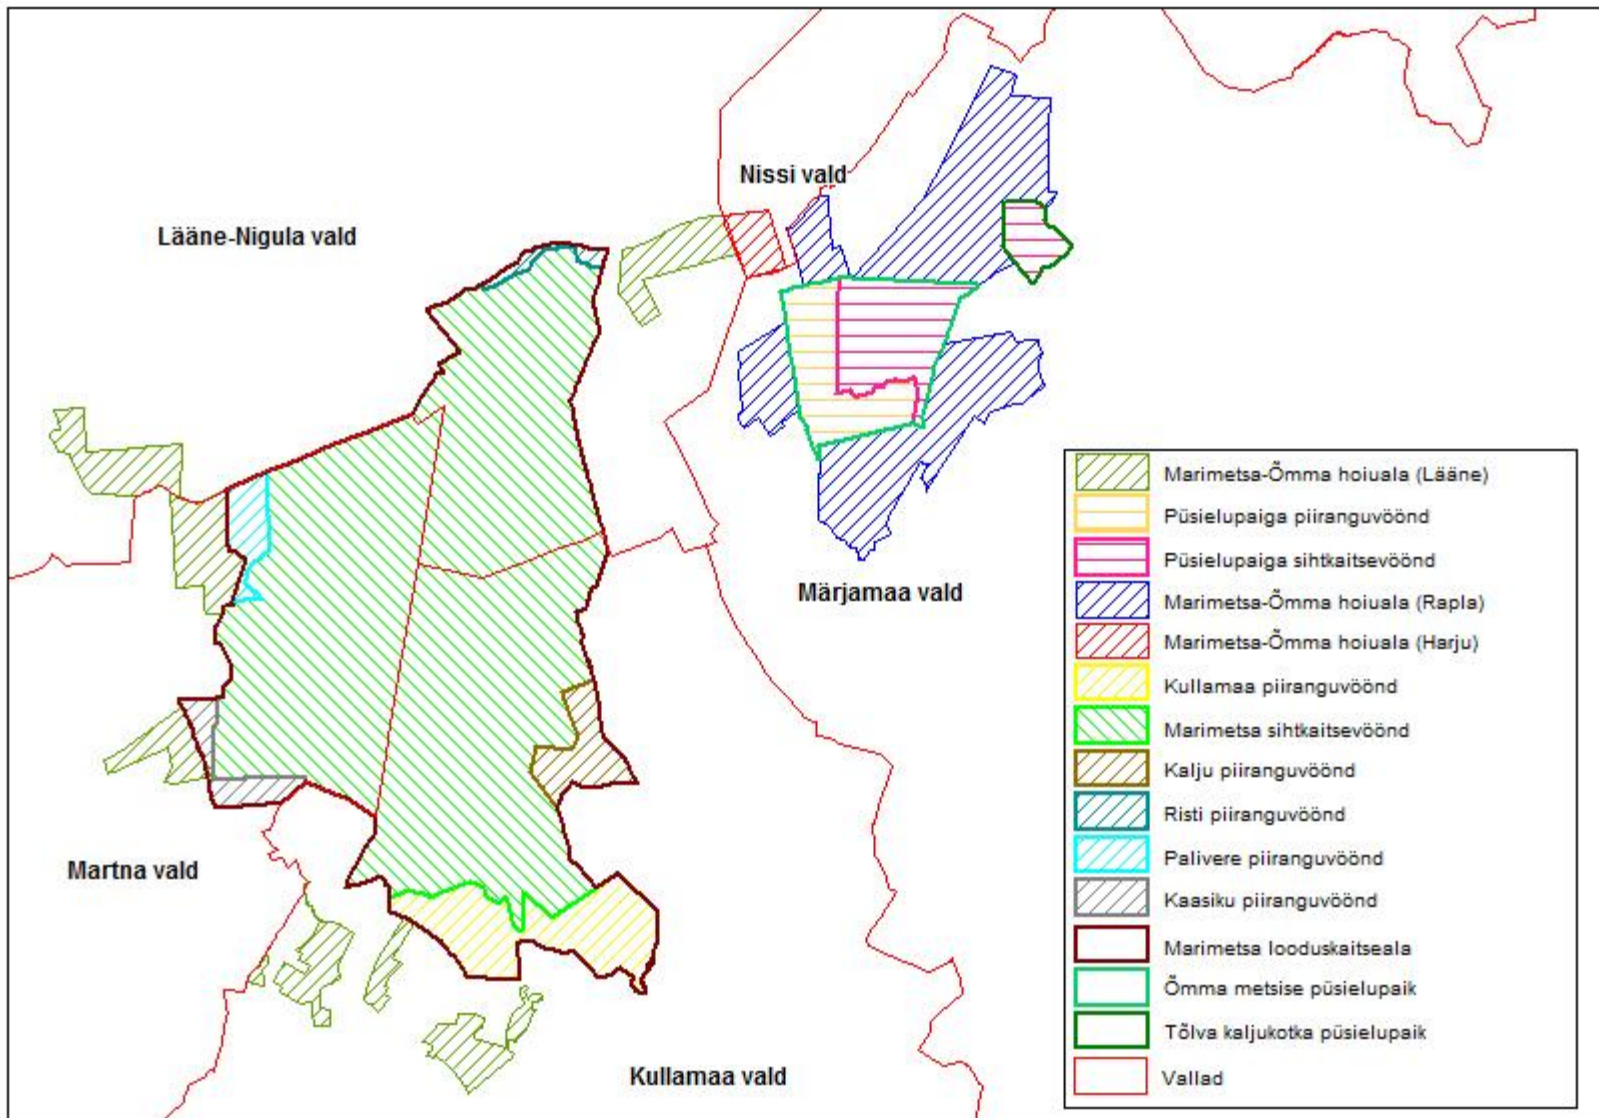 Nissi vald
Lääne-Nigula vald
Märjamaa vald
Martna vald
Kullamaa vald
Marimetsa-Õmma hoiuala (Lääne)
Püsielupaiga piiranguvöönd
Püsielupaiga sihtkaitsevöönd
Marimetsa-Õmma hoiuala (Rapla)
Marimetsa-Õmma hoiuala (Harju)
Kullamaa piiranguvöönd
Marimetsa sihtkaitsevöönd
Kalju piiranguvöönd
Risti piiranguvöönd
Palivere piiranguvöönd
Kaasiku piiranguvöönd
Marimetsa looduskaitseala
Õmma metsise püsielupaik
Tõlva kaljukotka püsielupaik
Vallad